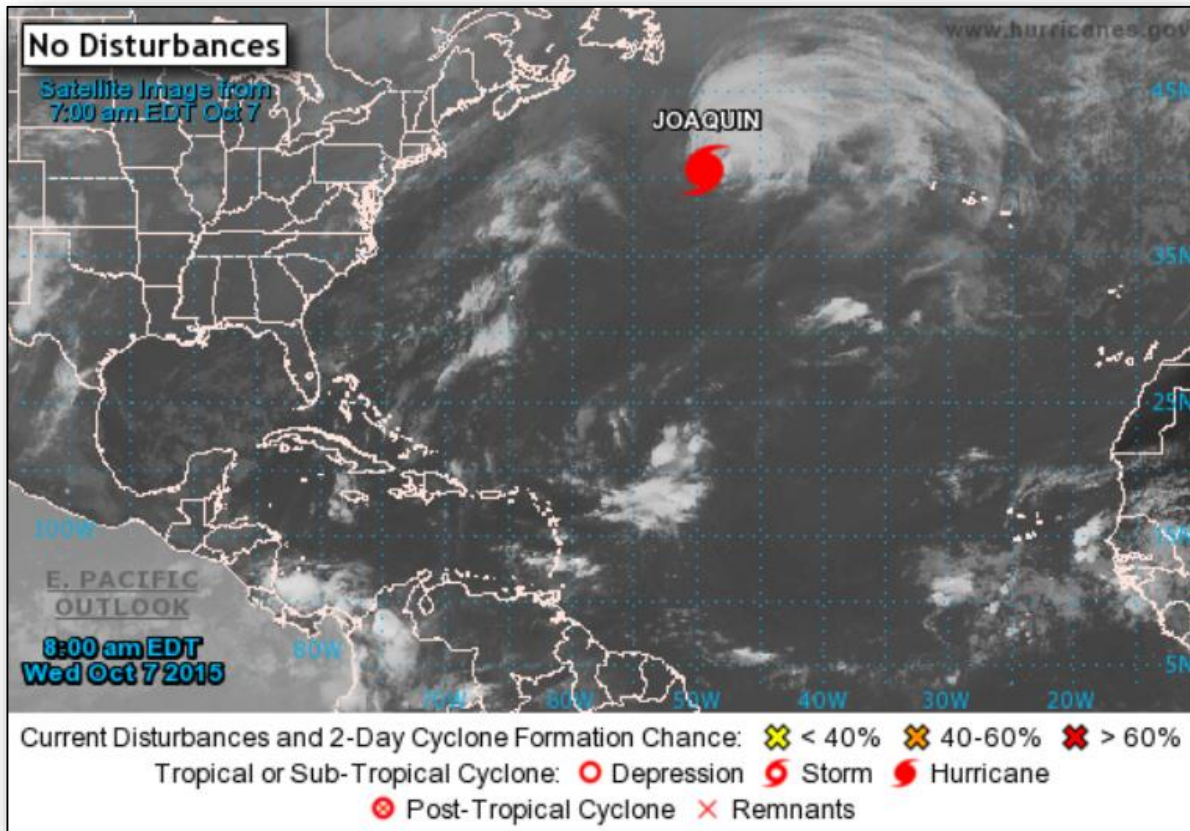 No Disturbances
www.hurricanes.gov
Satellite Image from
7:00 am EDT Oct 7
45N
JOAQUIN
35N
25N
100W
15N
E. PACIFIC
OUTLOOK
8:00 am EDT
Wed Oct 7 2015
80W
5N
70W 60W 50W 40W 30W 20W
Current Disturbances and 2-Day Cyclone Formation Chance: < 40% 40-60% > 60%
Tropical or Sub-Tropical Cyclone: Depression Storm Hurricane
Post-Tropical Cyclone Remnants